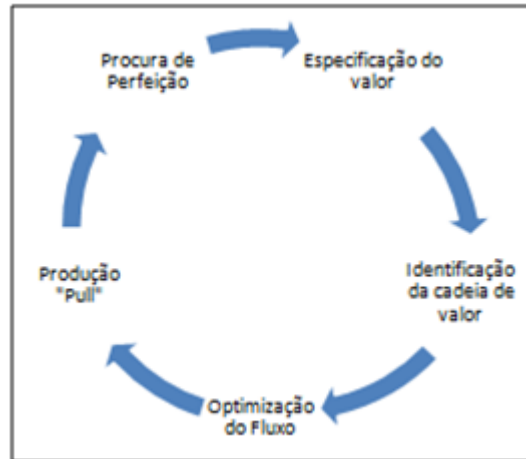 Procura de
Perfeição
Especificação do
valor
Identificação
da cadeia de
valor
Optimização
do Fluxo
Produção
"Pull"